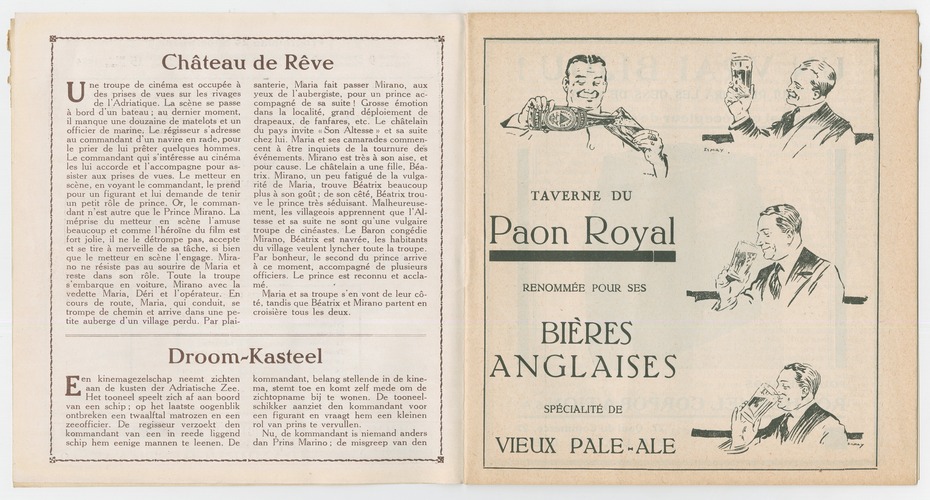 Château de Rêve
Une troupe de cinéma est occupée à
des prises de vues sur les rivages
de l'Adriatique. La scène se passe
à bord d'un bateau ; au dernier moment,
il manque une douzaine de matelots et un
officier de marine. Le régisseur s'adresse
au commandant d'un navire en rade, pour
le prier de lui prêter quelques hommes.
Le commandant qui s'intéresse au cinéma
les lui accorde et l'accompagne pour as-
sister aux prises de vues. Le metteur en
scène, en voyant le commandant, le prend
pour un figurant et lui demande de tenir
un petit rôle de prince. Or, le comman-
dant n'est autre que le Prince Mirano. La
méprise du metteur en scène l'amuse
beaucoup et comme l'héroïne du film est
fort jolie, il ne le détrompe pas, accepte
et se tire à merveille de sa tâche, si bien
que le metteur en scène l'engage. Mira-
no ne résiste pas au sourire de Maria et
reste dans son rôle. Toute la troupe
s'embarque en voiture, Mirano avec la
vedette Maria, Déri et l'opérateur. En
cours de route, Maria, qui conduit, se
trompe de chemin et arrive dans une pe-
tite auberge d'un village perdu. Par plai-
santerie, Maria fait passer Mirano, aux
yeux de l'aubergiste, pour un prince ac-
compagné de sa suite ! Grosse émotion
dans la localité, grand déploiement de
drapeaux, de fanfares, etc. Le châtelain
du pays invite « Son Altesse » et sa suite
chez lui. Maria et ses camarades commen-
cent à être inquiets de la tournure des
événements. Mirano est très à son aise, et
pour cause. Le châtelain a une fille, Béa-
trix. Mirano, un peu fatigué de la vulga-
rité de Maria, trouve Béatrix beaucoup
plus à son goût ; de son côté, Béatrix trou-
ve le prince très séduisant. Malheureuse-
ment, les villageois apprennent que l'Al-
tesse et sa suite ne sont qu'une vulgaire
troupe de cinéastes. Le Baron congédie
Mirano, Béatrix est navrée, les habitants
du village veulent lyncher toute la troupe.
Par bonheur, le second du prince arrive
à ce moment, accompagné de plusieurs
officiers. Le prince est reconnu et accla-
mé.
Maria et sa troupe s'en vont de leur cô-
té, tandis que Béatrix et Mirano partent en
croisière tous les deux.
Droom-Kasteel
Een kinemagezelschap neemt zichten
aan de kusten der Adriatische Zee.
Het tooneel speelt zich af aan boord
van een schip ; op het laatste oogenblik
ontbreken een twaalftal matrozen en een
zeeofficier. De regisseur verzoekt den
kommandant van een in reede liggend
schip hem eenige mannen te leenen. De
kommandant, belang stellende in de kine-
ma, stemt toe en komt zelf mede om de
zichtopname bij te wonen. De tooneel-
schikker aanziet den kommandant voor
een figurant en vraagt hem een kleinen
rol van prins te vervullen.
Nu, de kommandant is niemand anders
dan Prins Marino ; de misgreep van den
TAVERNE DU
Paon Royal
RENOMMÉE POUR SES
BIÈRES
ANGLAISES
SPÉCIALITÉ DE
VIEUX PALE-ALE